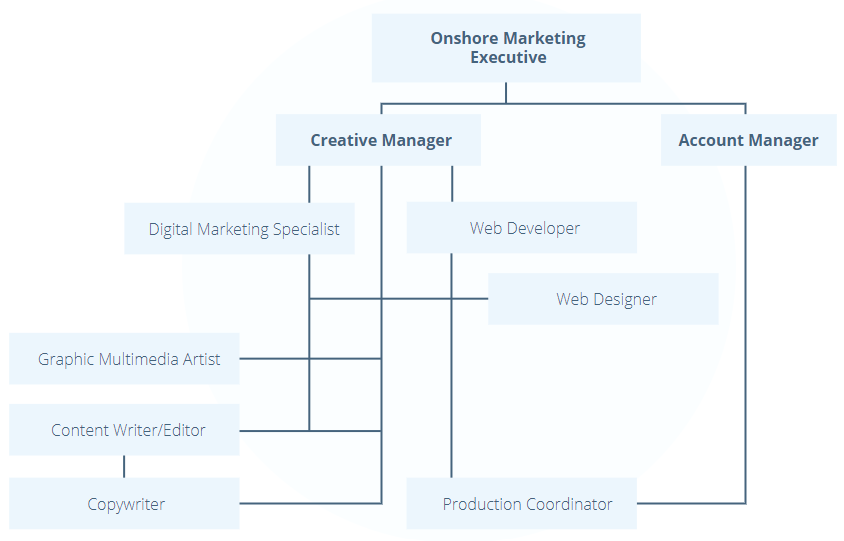 Onshore Marketing
Executive
Creative Manager
Account Manager
Digital Marketing Specialist
Web Developer
Web Designer
Graphic Multimedia Artist
Content Writer/Editor
Copywriter
Production Coordinator